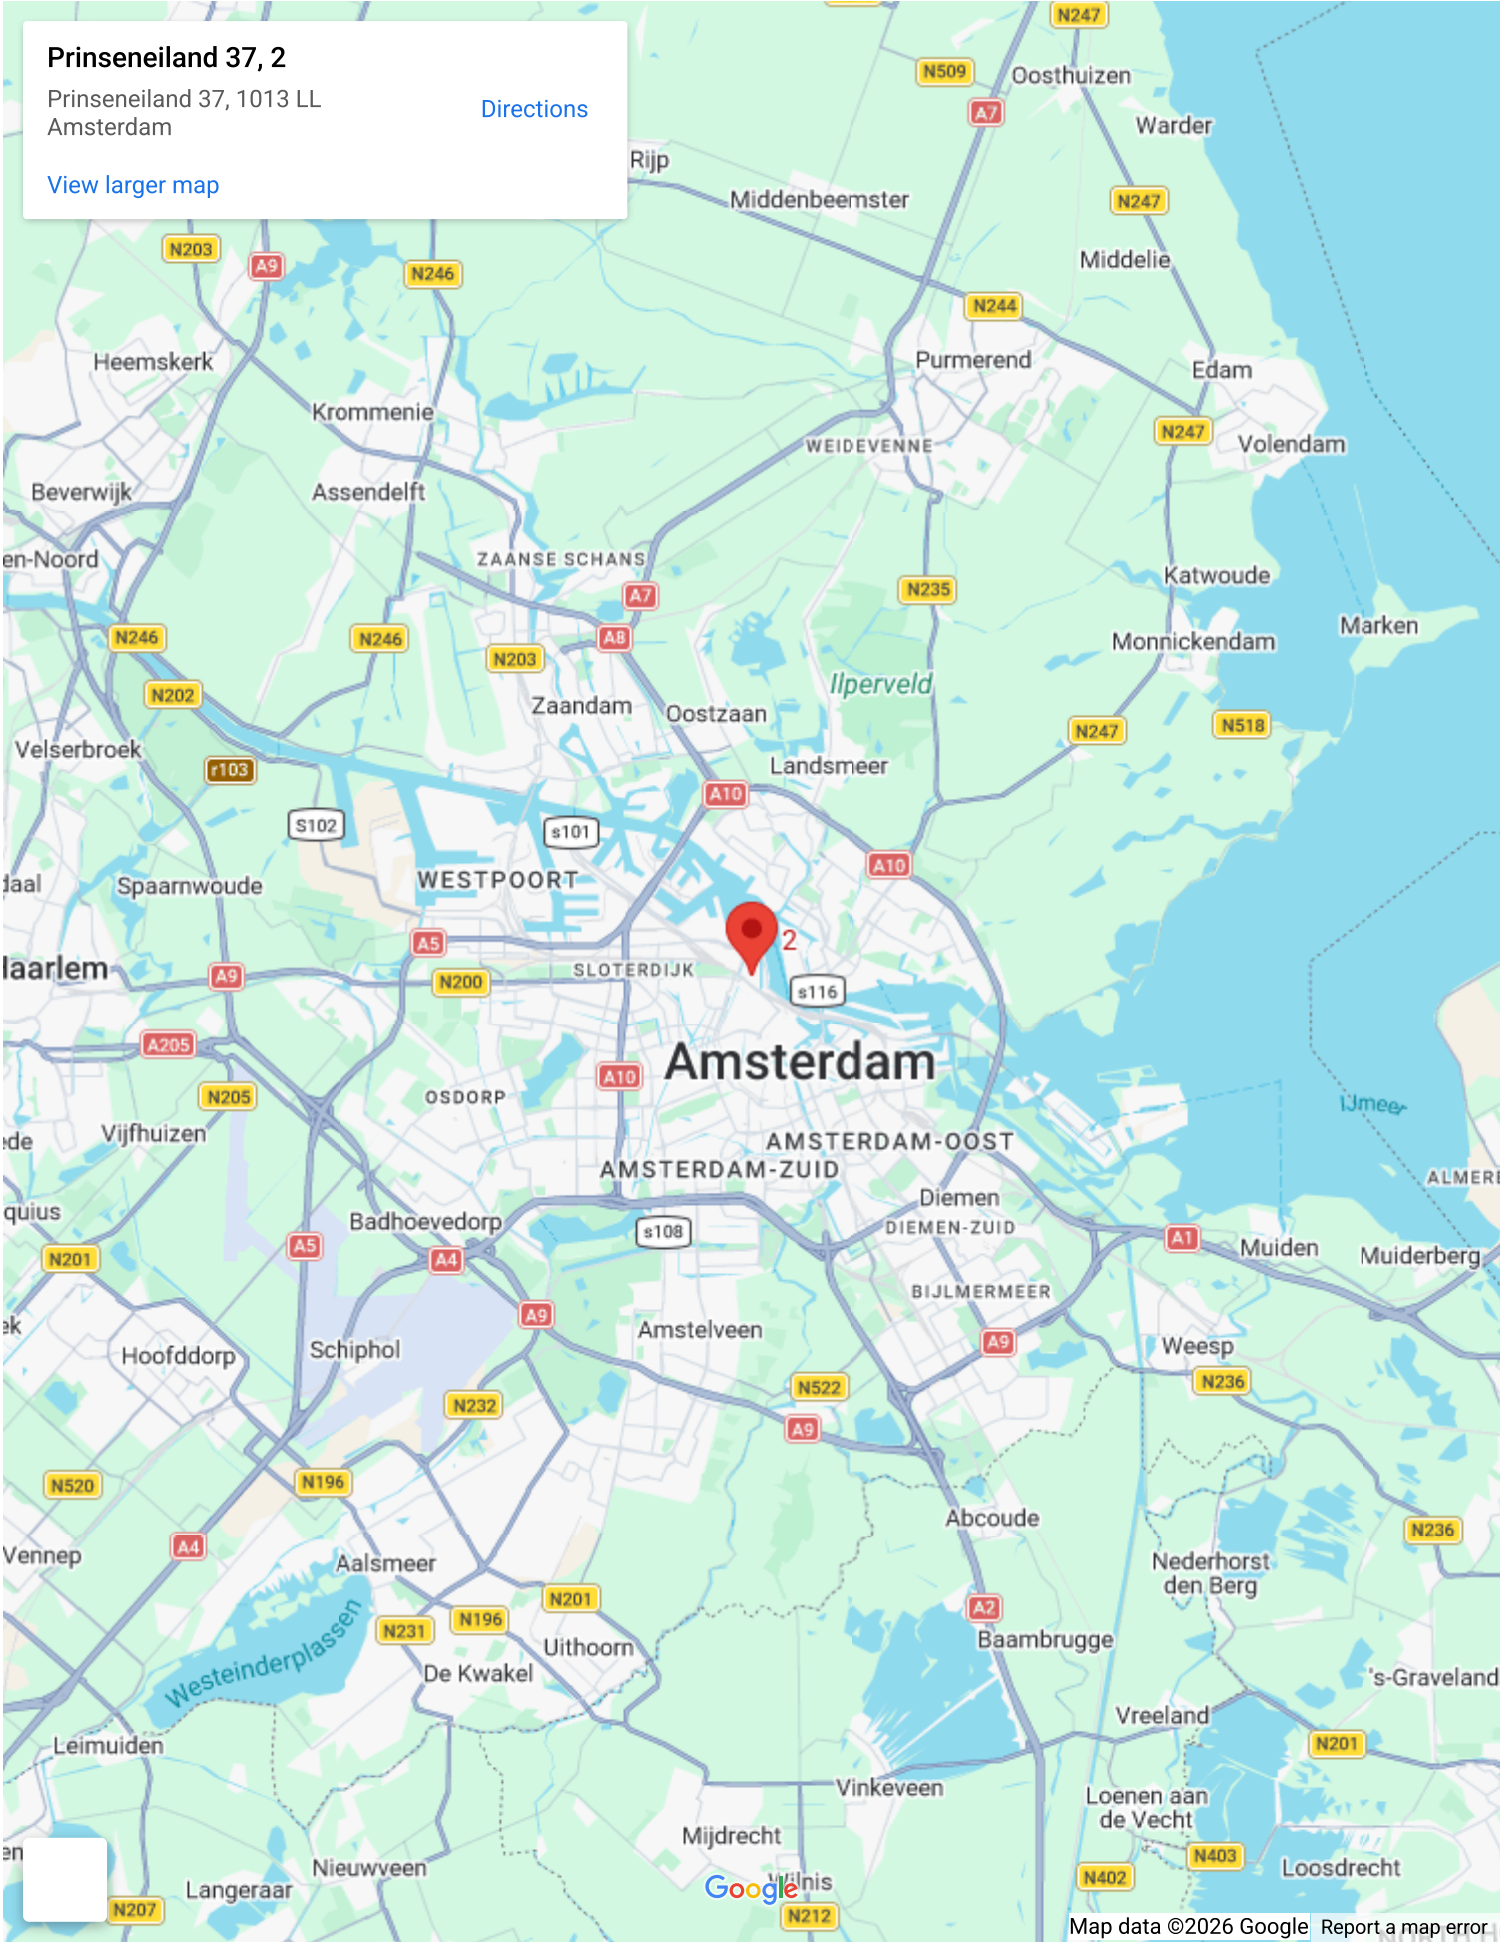 Prinseneiland 37, 2
Prinseneiland 37, 1013 LL
Amsterdam
Directions
View larger map
N247
N509
Oosthuizen
A7
Warder
Rijp
Middenbeemster
N247
N203
A9
N246
Middelie
N244
Heemskerk
Purmerend
Edam
Krommenie
N247
Volendam
WEIDEVENNE
Beverwijk
Assendelft
en-Noord
ZAANSE SCHANS
Katwoude
A7
N235
Marken
N246
N246
A8
Monnickendam
N203
N202
Ilperveld
Zaandam
Oostzaan
N247
N518
Velserbroek
r103
Landsmeer
A10
S102
s101
A10
WESTPOORT
daal
Spaarnwoude
A5
2
Haarlem
A9
N200
SLOTERDIJK
s116
A205
Amsterdam
A10
N205
OSDORP
IJmeer
ede
Vijfhuizen
AMSTERDAM-OOST
AMSTERDAM-ZUID
ALMERE
Diemen
quius
Badhoevedorp
s108
DIEMEN-ZUID
A5
A1
Muiden
N201
A4
Muiderberg
BIJLMERMEER
A9
ek
Amstelveen
A9
Hoofddorp
Schiphol
Weesp
N522
N236
N232
A9
N520
N196
Abcoude
N236
A4
Vennep
Aalsmeer
Nederhorst
den Berg
N201
A2
N231
N196
Westeinderplassen
Uithoorn
Baambrugge
De Kwakel
's-Graveland
Vreeland
Leimuiden
N201
Vinkeveen
Loenen aan
de Vecht
Mijdrecht
en
N403
Nieuwveen
Loosdrecht
N402
Wilnis
Langeraar
Google
N207
N212
Map data ©2026 Google
Report a map error